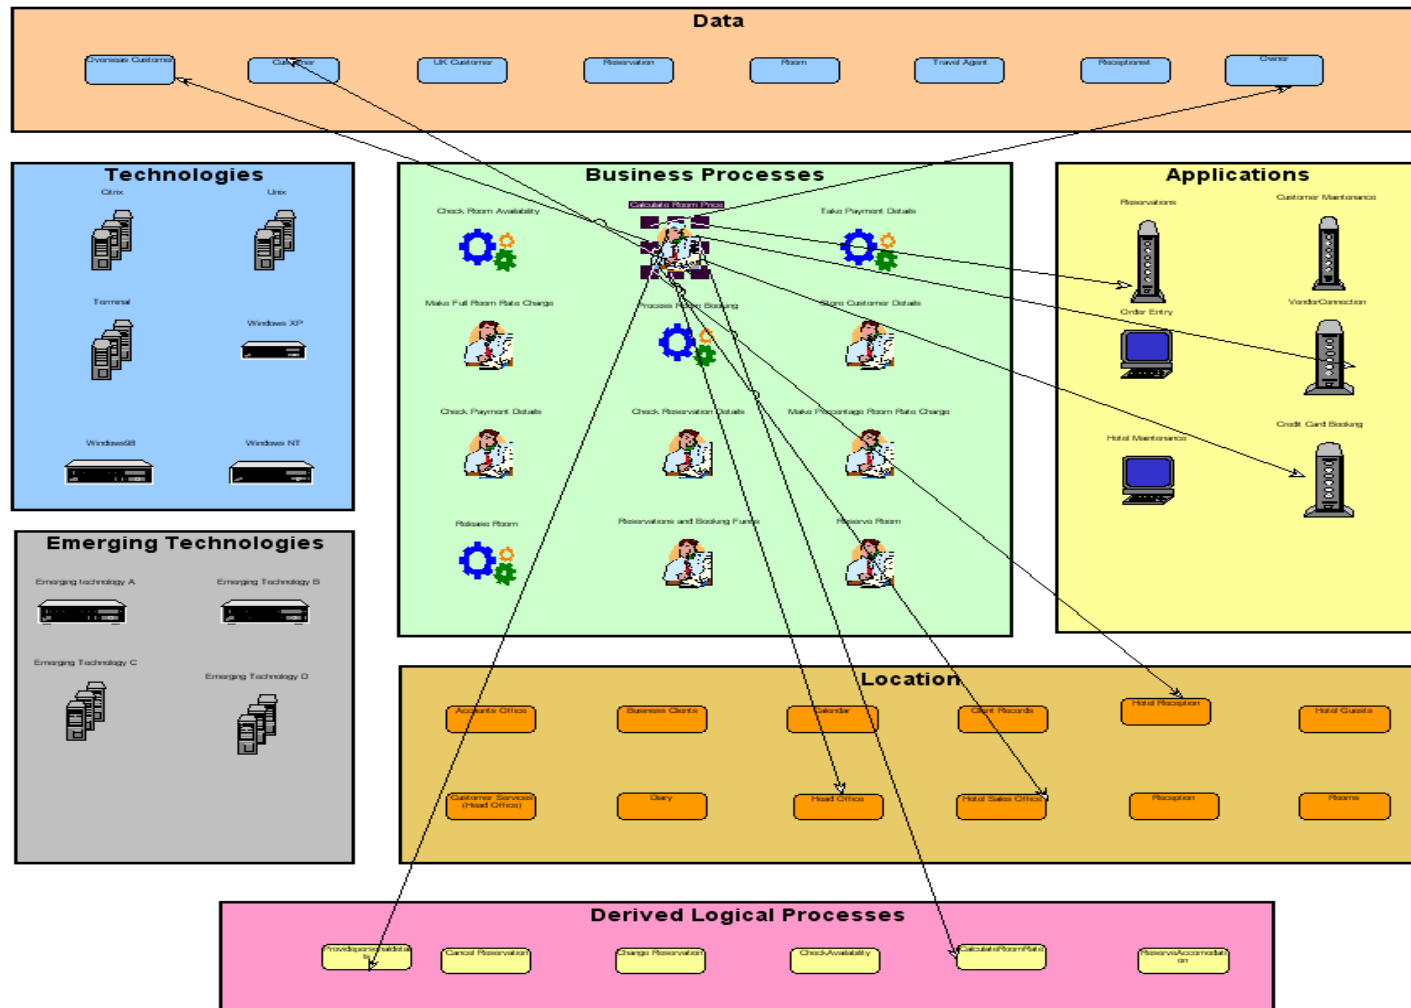 Data
Overseas Customer
Customer
UK Customer
Reservation
Room
Travel Agent
Receptionist
Owner
Technologies
Citrix
Unix
Terminal
Windows XP
Windows98
Windows NT
Business Processes
Check Room Availability
Calculate Room Price
Take Payment Details
Make Full Room Rate Charge
Process Room Booking
Store Customer Details
Check Payment Details
Check Reservation Details
Make Percentage Room Rate Charge
Release Room
Reservations and Booking Funcs
Reserve Room
Applications
Reservations
Customer Maintenance
Order Entry
VendorConnection
Hotel Maintenance
Credit Card Booking
Emerging Technologies
Emerging technology A
Emerging Technology B
Emerging Technology C
Emerging Technology D
Location
Accounts Office
Business Clients
Calendar
Client Records
Hotel Reception
Hotel Guests
Customer Services
(Head Office)
Diary
Head Office
Hotel Sales Office
Reception
Rooms
Derived Logical Processes
Providepersonaldetai
ls
Cancel Reservation
Change Reservation
CheckAvailability
CalculateRoomRate
ReserveAccomodati
on